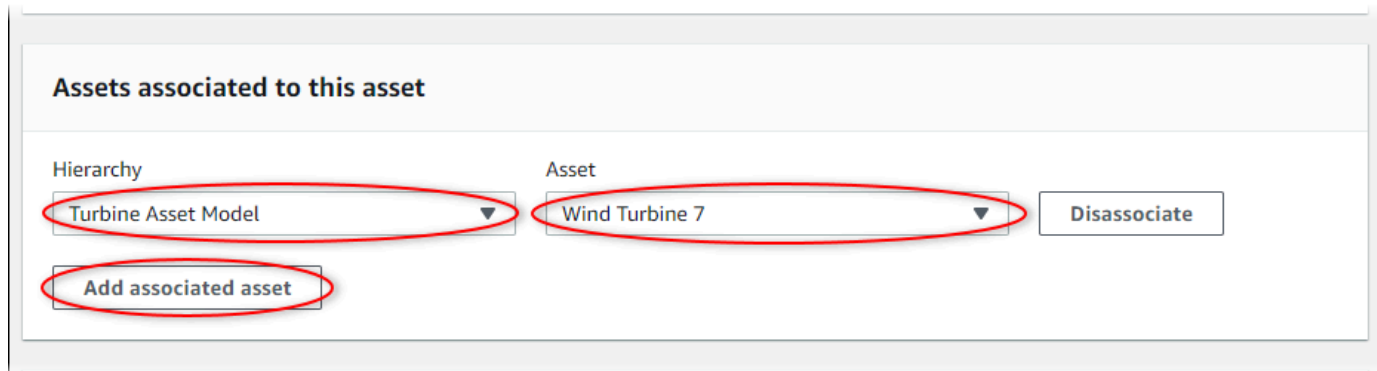 Assets associated to this asset
Hierarchy
Asset
Turbine Asset Model
Wind Turbine 7
Disassociate
Add associated asset